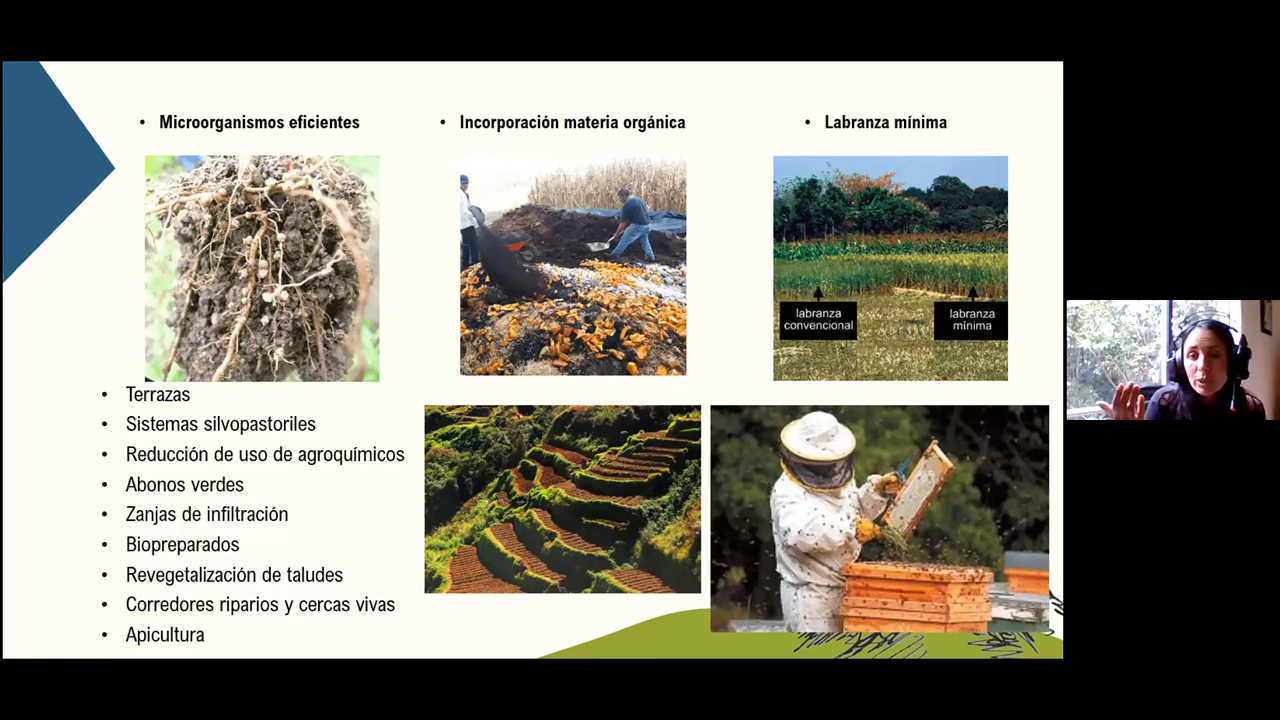 • Microorganismos eficientes
• Incorporación materia orgánica
• Labranza mínima
labranza
convencional
labranza
mínima
• Terrazas
• Sistemas silvopastoriles
• Reducción de uso de agroquímicos
• Abonos verdes
• Zanjas de infiltración
• Biopreparados
• Revegetalización de taludes
• Corredores riparios y cercas vivas
• Apicultura